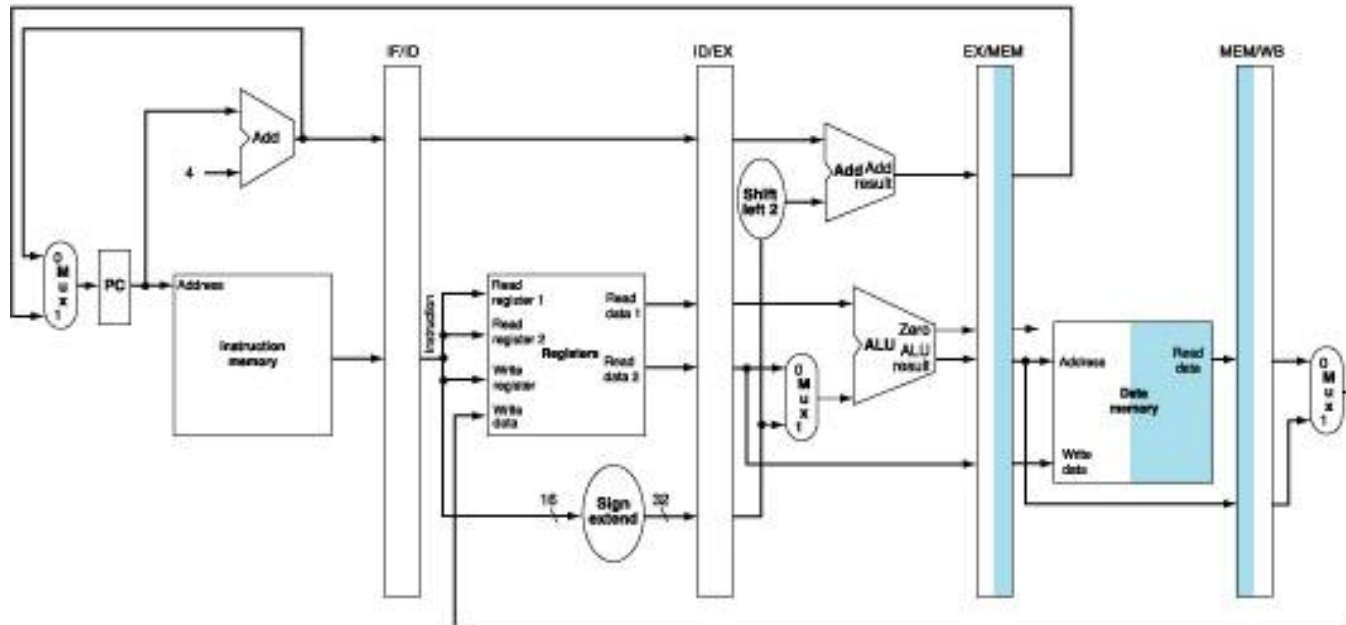 IF/ID
ID/EX
EX/MEM
MEM/WB
Add
4
Shift
left 2
Add
Add
result
0
M
u
x
1
PC
Address
Instruction
memory
Instruction
Read
register 1
Read
register 2
Write
register
Write
data
Registers
Read
data 1
Read
data 2
0
M
u
x
1
Zero
ALU
ALU
result
Address
Write
data
Data
memory
Read
data
0
M
u
x
1
16
Sign
extend
32